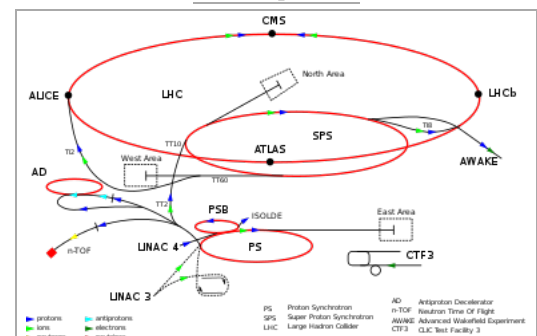 CMS
North Area
ALICE
LHC
LHCb
TT10
SPS
TI8
ATLAS
TI2
West Area
AWAKE
AD
TT60
TT2
PSB
ISOLDE
East Area
n-TOF
LINAC 4
PS
CTF3
LINAC 3
protons
ions
antiprotons
electrons
PS Proton Synchrotron
SPS Super Proton Synchrotron
LHC Large Hadron Collider
AD Antiproton Decelerator
n-TOF Neutron Time Of Flight
AWAKE Advanced Wakefield Experiment
CTF3 CLIC Test Facility 3